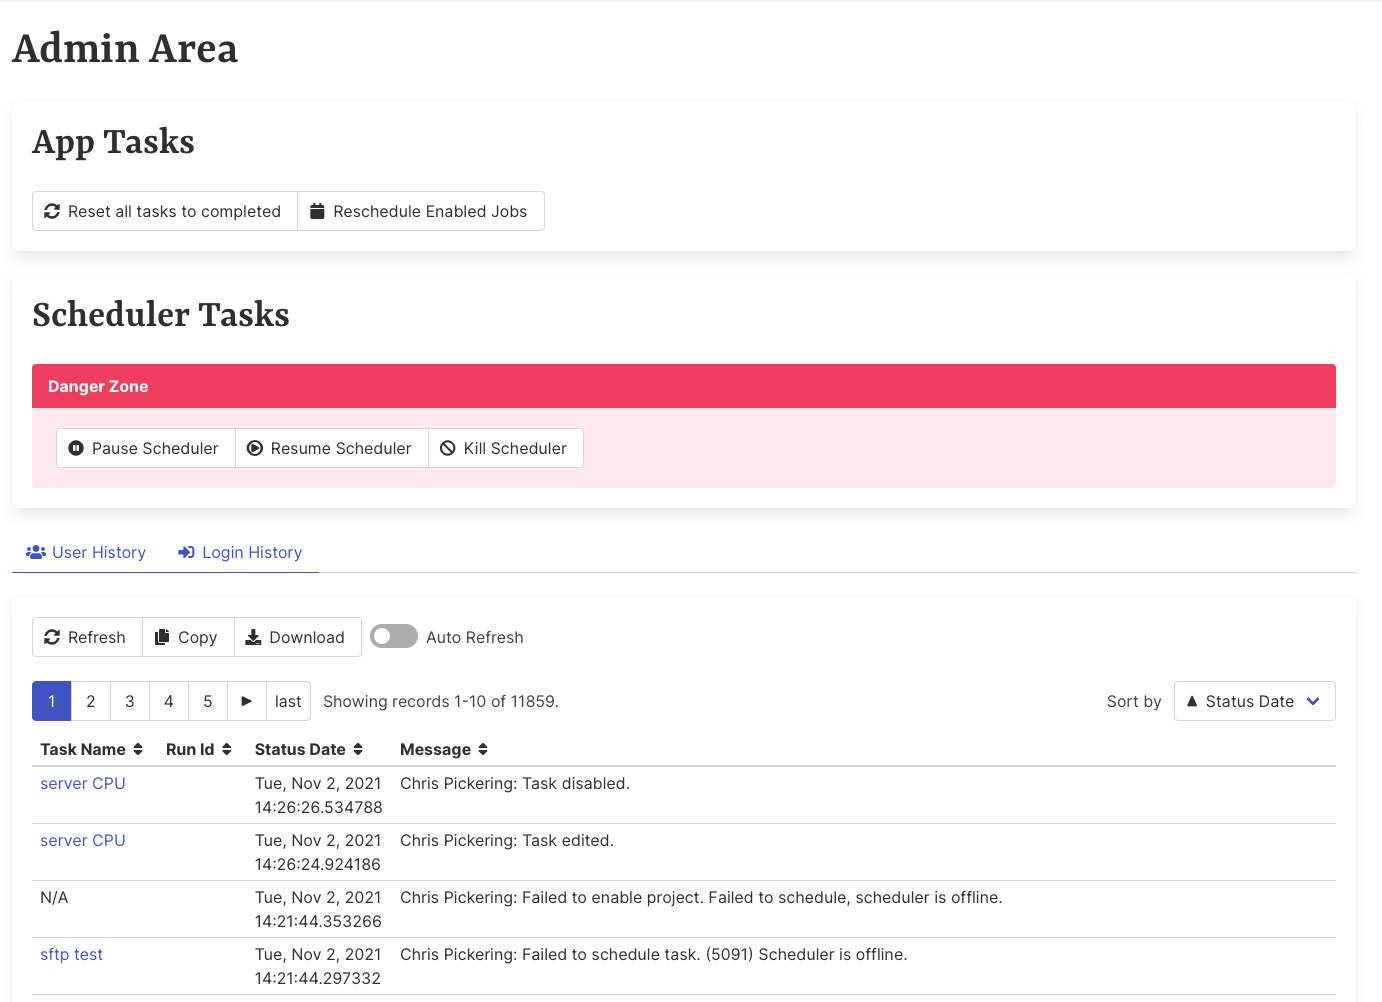 Admin Area
App Tasks
Reset all tasks to completed Reschedule Enabled Jobs
Scheduler Tasks
Danger Zone
Pause Scheduler Resume Scheduler Kill Scheduler
User History Login History
Refresh Copy Download Auto Refresh
1 2 3 4 5 last Showing records 1-10 of 11859. Sort by Status Date
Task Name Run Id Status Date Message
server CPU Tue, Nov 2, 2021 Chris Pickering: Task disabled.
14:26:26.534788
server CPU Tue, Nov 2, 2021 Chris Pickering: Task edited.
14:26:24.924186
N/A Tue, Nov 2, 2021 Chris Pickering: Failed to enable project. Failed to schedule, scheduler is offline.
14:21:44.353266
sftp test Tue, Nov 2, 2021 Chris Pickering: Failed to schedule task. (5091) Scheduler is offline.
14:21:44.297332